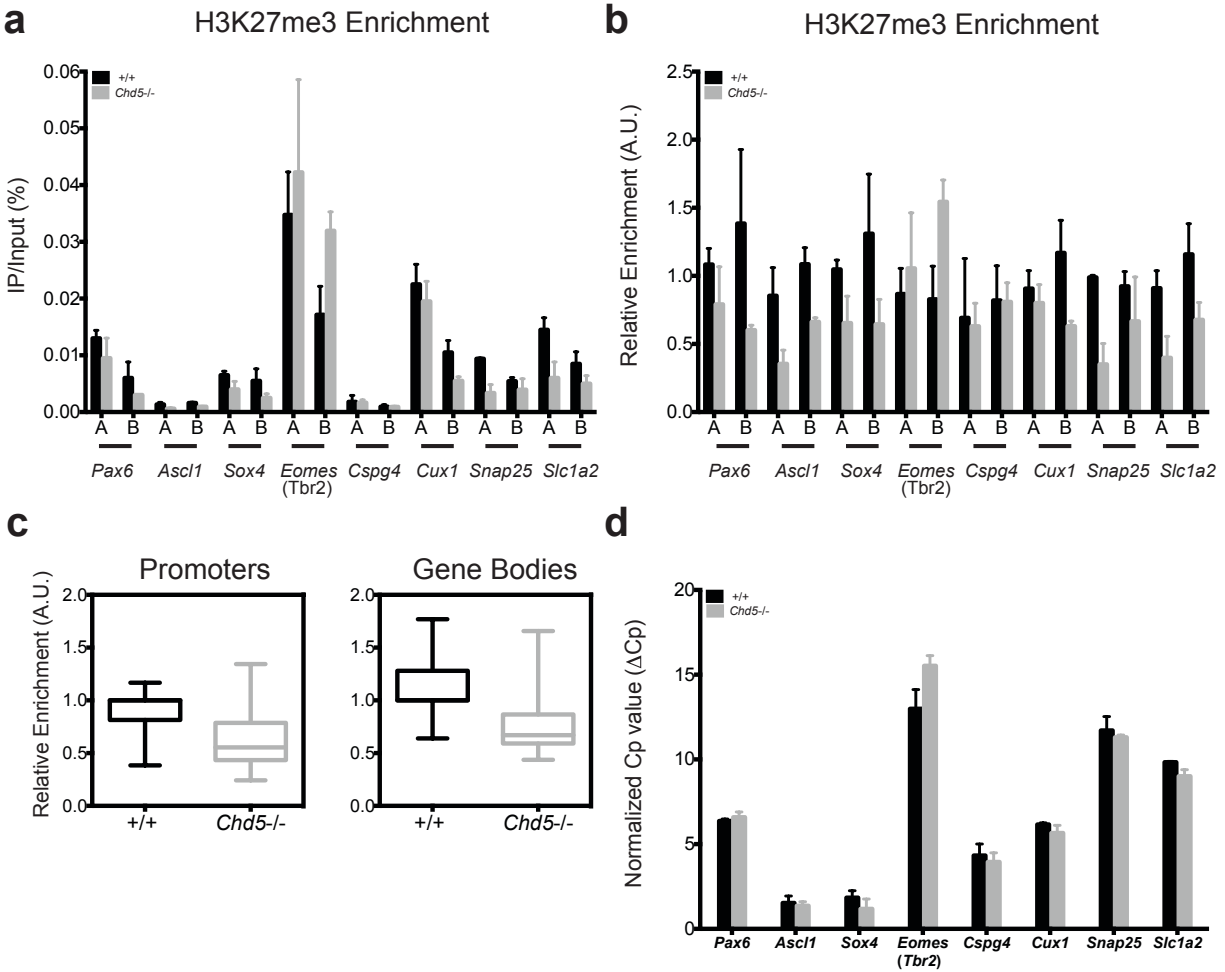 a
H3K27me3 Enrichment
+/+
Chd5-/-
IP/Input (%)
0.06
0.05
0.04
0.03
0.02
0.01
0.00
A B A B A B A B A B A B A B A B
Pax6 Ascl1 Sox4 Eomes Cspg4 Cux1 Snap25 Slc1a2
(Tbr2)
b
H3K27me3 Enrichment
+/+
Chd5-/-
Relative Enrichment (A.U.)
2.5
2.0
1.5
1.0
0.5
0.0
A B A B A B A B A B A B A B A B
Pax6 Ascl1 Sox4 Eomes Cspg4 Cux1 Snap25 Slc1a2
(Tbr2)
c
Promoters
Relative Enrichment (A.U.)
2.0
1.5
1.0
0.5
0.0
+/+ Chd5-/-
Gene Bodies
2.0
1.5
1.0
0.5
0.0
+/+ Chd5-/-
d
+/+
Chd5-/-
Normalized Cp value (ΔCp)
20
15
10
5
0
Pax6 Ascl1 Sox4 Eomes Cspg4 Cux1 Snap25 Slc1a2
(Tbr2)